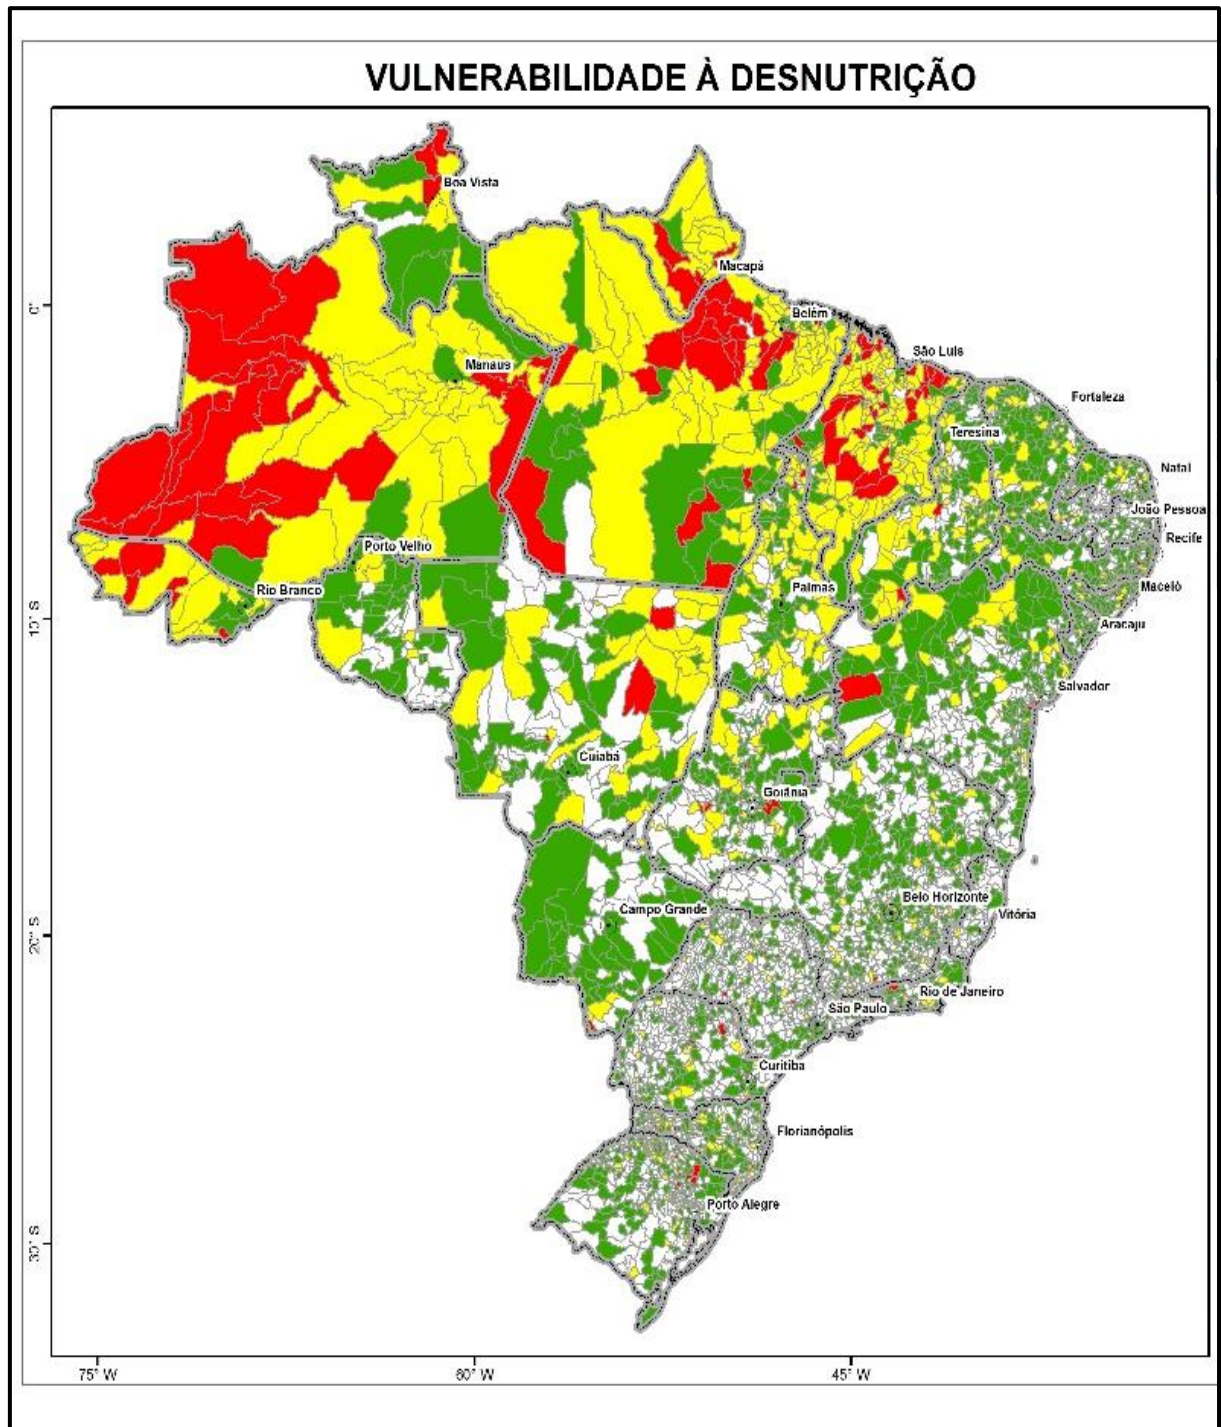 VULNERABILIDADE À DESNUTRIÇÃO
Boa Vista
Macapá
0°
Belém
São Luis
Manaus
Fortaleza
Teresina
Natal
João Pessoa
Recife
Porto Velho
Maceió
Palmas
Rio Branco
10° S
Aracaju
Salvador
Cuiabá
Goiânia
Belo Horizonte
Campo Grande
Vitória
20° S
Rio de Janeiro
São Paulo
Curitiba
Florianópolis
Porto Alegre
30° S
75° W
60° W
45° W